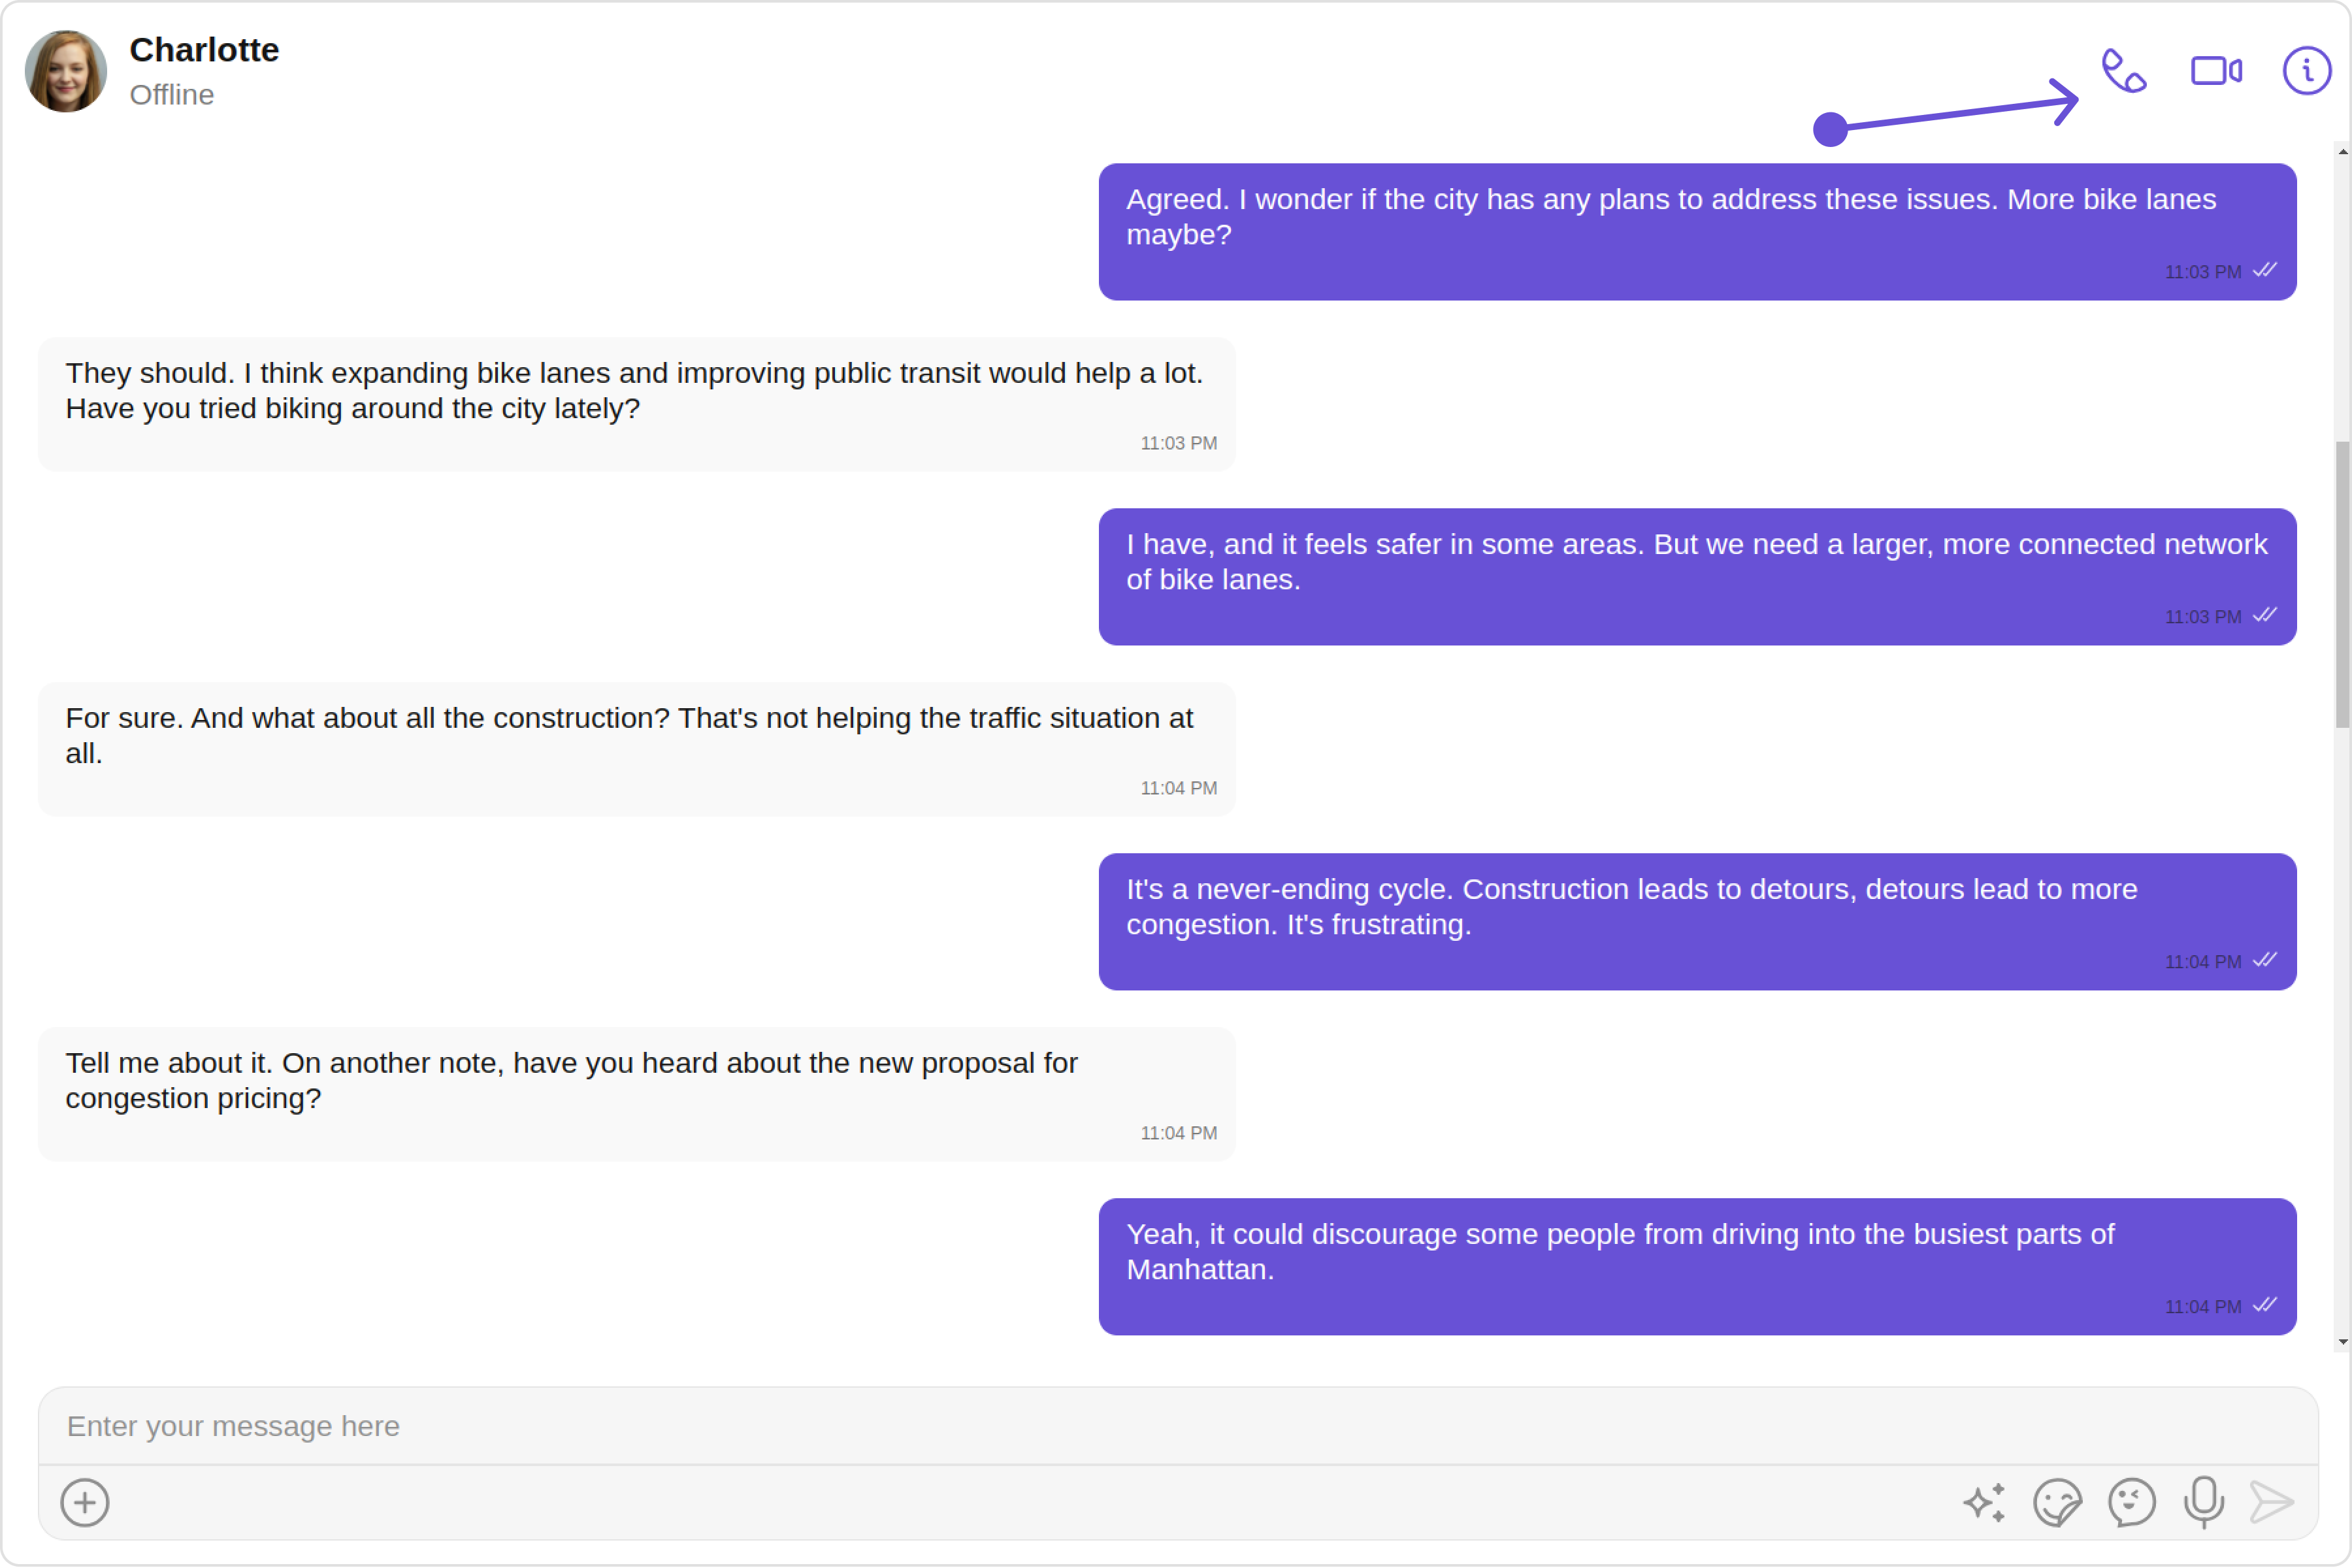 Charlotte
Offline
Agreed. I wonder if the city has any plans to address these issues. More bike lanes
maybe?
11:03 PM
They should. I think expanding bike lanes and improving public transit would help a lot.
Have you tried biking around the city lately?
11:03 PM
I have, and it feels safer in some areas. But we need a larger, more connected network
of bike lanes.
11:03 PM
For sure. And what about all the construction? That's not helping the traffic situation at
all.
11:04 PM
It's a never-ending cycle. Construction leads to detours, detours lead to more
congestion. It's frustrating.
11:04 PM
Tell me about it. On another note, have you heard about the new proposal for
congestion pricing?
11:04 PM
Yeah, it could discourage some people from driving into the busiest parts of
Manhattan.
11:04 PM
Enter your message here